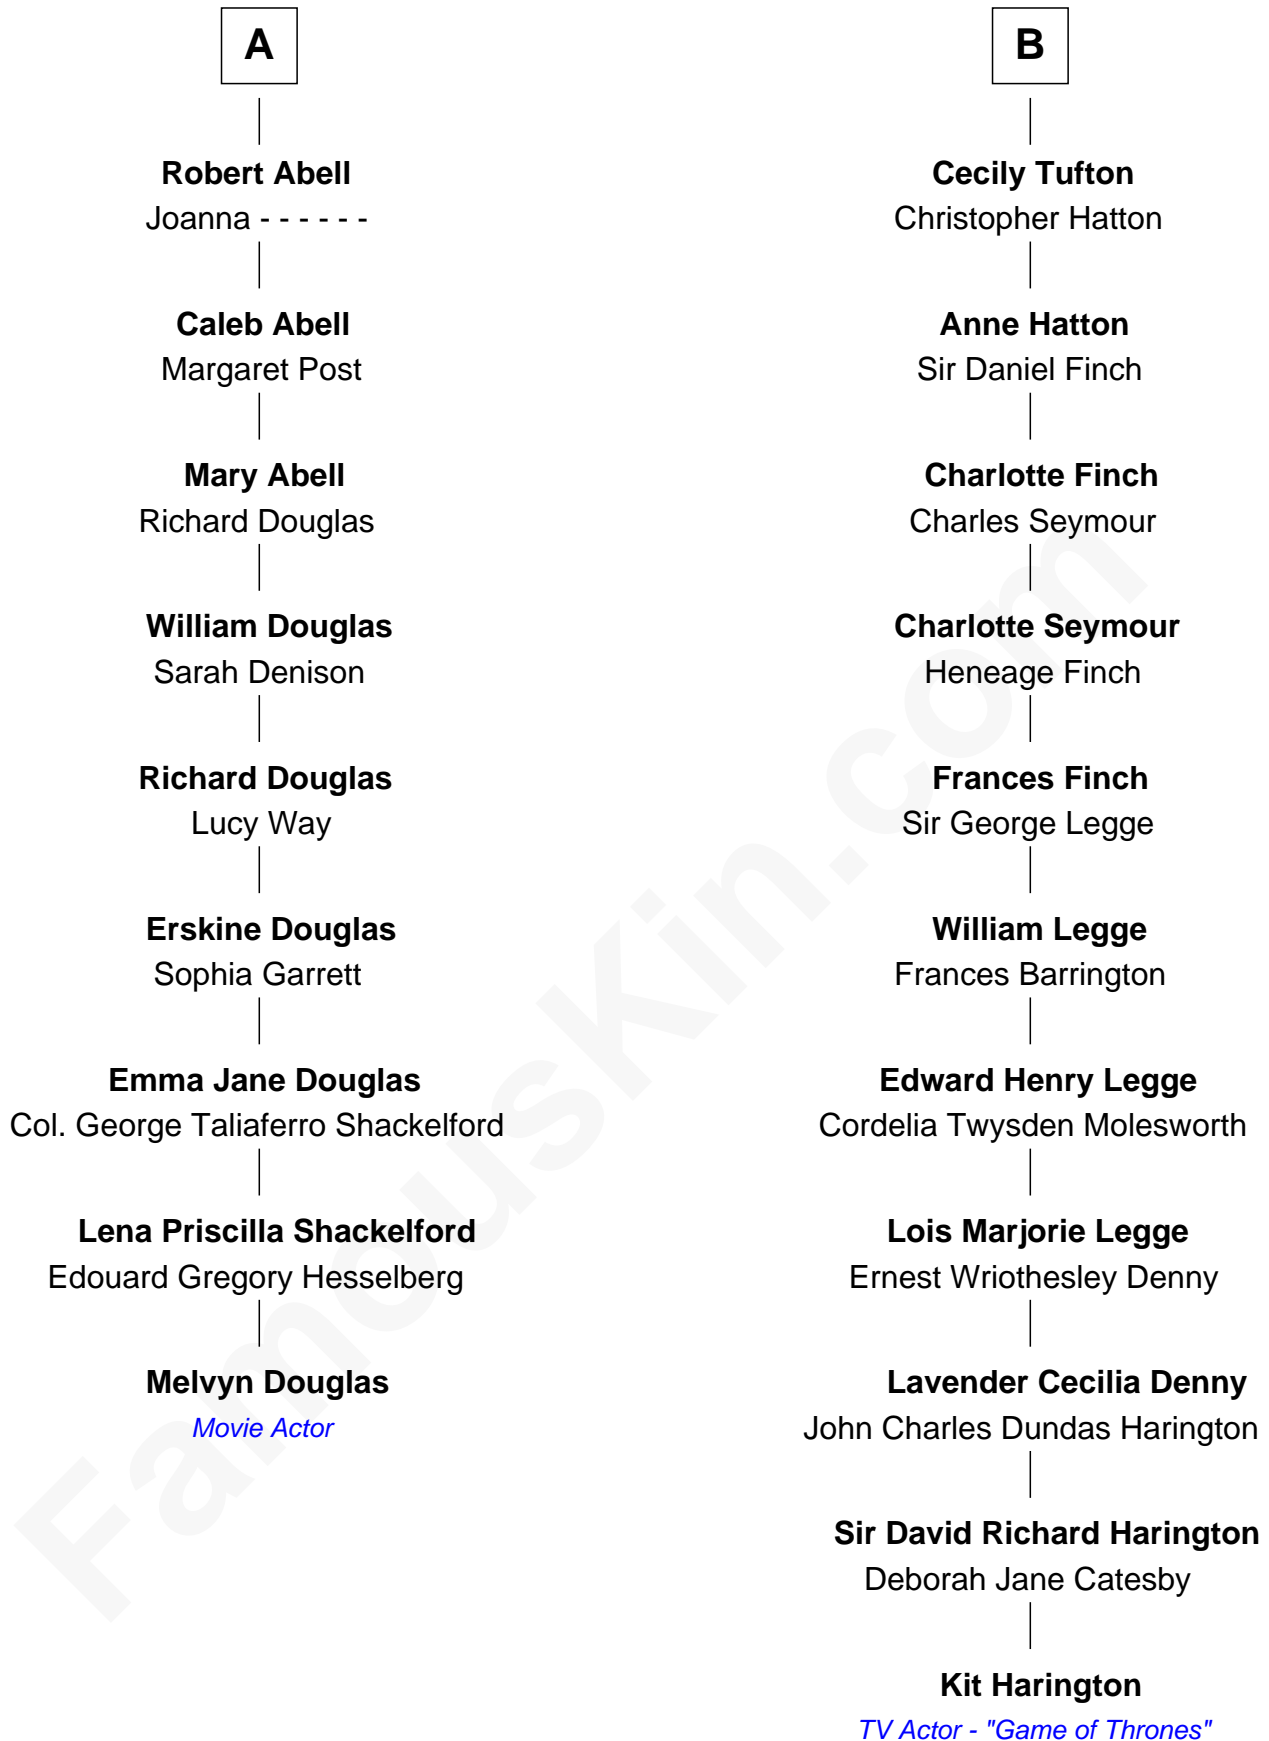 A
Robert Abell
Joanna - - - - - -
Caleb Abell
Margaret Post
Mary Abell
Richard Douglas
William Douglas
Sarah Denison
Richard Douglas
Lucy Way
Erskine Douglas
Sophia Garrett
Emma Jane Douglas
Col. George Taliaferro Shackelford
Lena Priscilla Shackelford
Edouard Gregory Hesselberg
Melvyn Douglas
Movie Actor
B
Cecily Tufton
Christopher Hatton
Anne Hatton
Sir Daniel Finch
Charlotte Finch
Charles Seymour
Charlotte Seymour
Heneage Finch
Frances Finch
Sir George Legge
William Legge
Frances Barrington
Edward Henry Legge
Cordelia Twysden Molesworth
Lois Marjorie Legge
Ernest Wriothesley Denny
Lavender Cecilia Denny
John Charles Dundas Harington
Sir David Richard Harington
Deborah Jane Catesby
Kit Harington
TV Actor - "Game of Thrones"
FamousKin.com